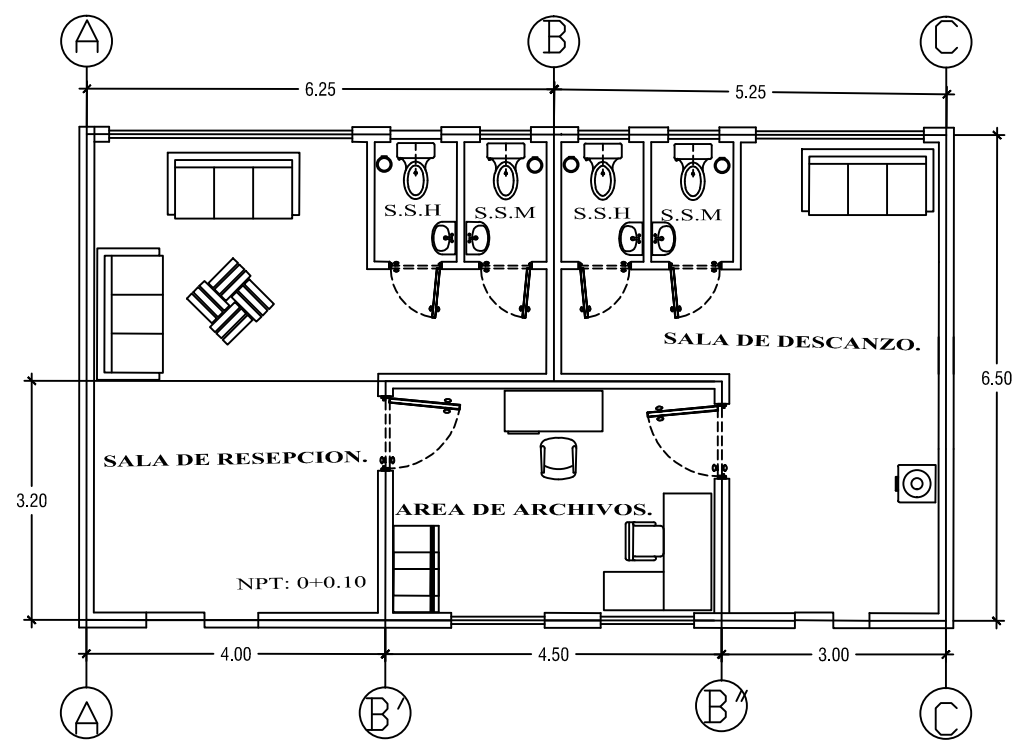 A
B
C
6.25
5.25
S.S.H
S.S.M
S.S.H
S.S.M
SALA DE DESCANZO.
6.50
SALA DE RESEPCION.
3.20
AREA DE ARCHIVOS.
NPT: 0+0.10
4.00
4.50
3.00
A
B'
B"
C